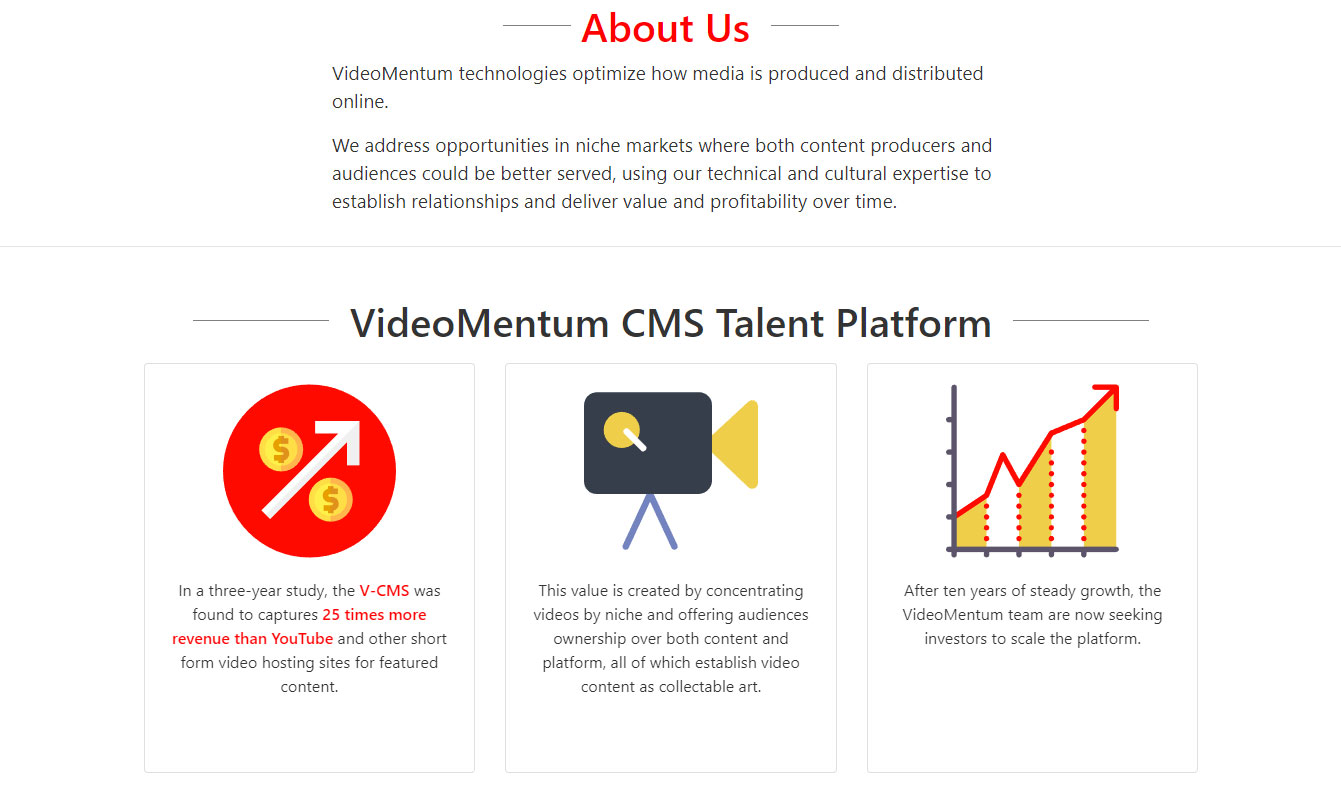 About Us
VideoMentum technologies optimize how media is produced and distributed
online.
We address opportunities in niche markets where both content producers and
audiences could be better served, using our technical and cultural expertise to
establish relationships and deliver value and profitability over time.
VideoMentum CMS Talent Platform
$
$
In a three-year study, the V-CMS was
found to captures 25 times more
revenue than YouTube and other short
form video hosting sites for featured
content.
This value is created by concentrating
videos by niche and offering audiences
ownership over both content and
platform, all of which establish video
content as collectable art.
After ten years of steady growth, the
VideoMentum team are now seeking
investors to scale the platform.